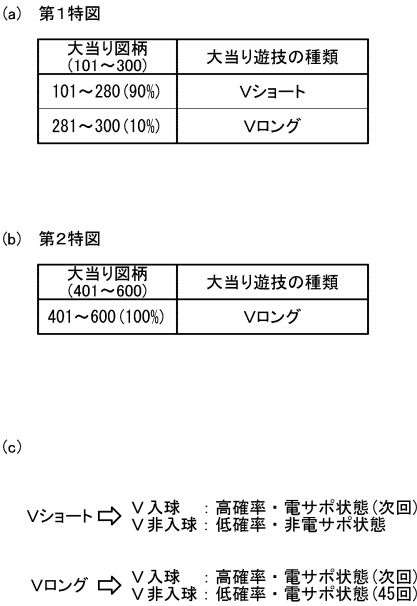 (a) 第1特図
大当り図柄
(101～300)
大当り遊技の種類
101～280(90%)
Vショート
281～300(10%)
Vロング
(b) 第2特図
大当り図柄
(401～600)
大当り遊技の種類
401～600(100%)
Vロング
(c)
Vショート⇨
V入球 :高確率・電サポ状態(次回)
V非入球:低確率・非電サポ状態
Vロング ⇨
V入球 :高確率・電サポ状態(次回)
V非入球:低確率・電サポ状態(45回)